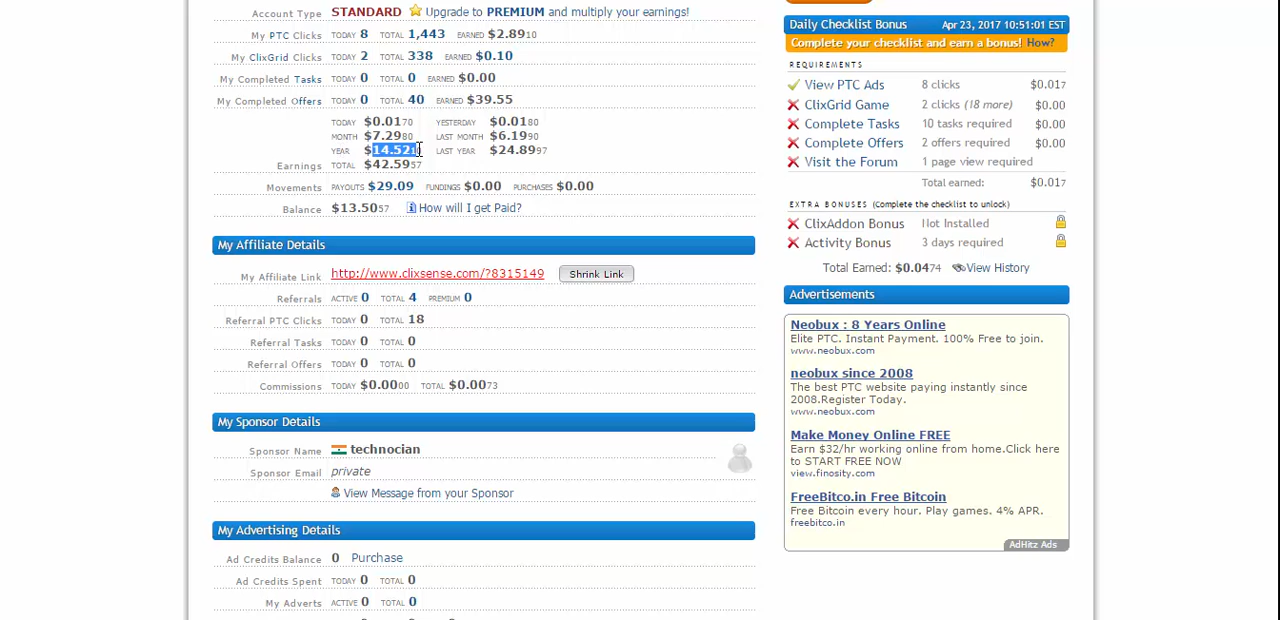 Account Type STANDARD Upgrade to PREMIUM and multiply your earnings!
My PTC Clicks TODAY 8 TOTAL 1,443 EARNED $2.8910
My ClixGrid Clicks TODAY 2 TOTAL 338 EARNED $0.10
My Completed Tasks TODAY 0 TOTAL 0 EARNED $0.00
My Completed Offers TODAY 0 TOTAL 40 EARNED $39.55
TODAY $0.0170 YESTERDAY $0.0180
MONTH $7.2980 LAST MONTH $6.1990
YEAR $14.521 LAST YEAR $24.8997
Earnings TOTAL $42.5957
Movements PAYOUTS $29.09 FUNDINGS $0.00 PURCHASES $0.00
Balance $13.5057 How will I get Paid?
My Affiliate Details
My Affiliate Link http://www.clixsense.com/?8315149 Shrink Link
Referrals ACTIVE 0 TOTAL 4 PREMIUM 0
Referral PTC Clicks TODAY 0 TOTAL 18
Referral Tasks TODAY 0 TOTAL 0
Referral Offers TODAY 0 TOTAL 0
Commissions TODAY $0.0000 TOTAL $0.0073
My Sponsor Details
Sponsor Name technocian
Sponsor Email private
View Message from your Sponsor
My Advertising Details
Ad Credits Balance 0 Purchase
Ad Credits Spent TODAY 0 TOTAL 0
My Adverts ACTIVE 0 TOTAL 0
Daily Checklist Bonus Apr 23, 2017 10:51:01 EST
Complete your checklist and earn a bonus! How?
REQUIREMENTS
View PTC Ads 8 clicks $0.017
ClixGrid Game 2 clicks (18 more) $0.00
Complete Tasks 10 tasks required $0.00
Complete Offers 2 offers required $0.00
Visit the Forum 1 page view required
Total earned: $0.017
EXTRA BONUSES (Complete the checklist to unlock)
ClixAddon Bonus Not Installed
Activity Bonus 3 days required
Total Earned: $0.0474 View History
Advertisements
Neobux : 8 Years Online
Elite PTC. Instant Payment. 100% Free to join.
www.neobux.com
neobux since 2008
The best PTC website paying instantly since
2008.Register Today.
www.neobux.com
Make Money Online FREE
Earn $32/hr working online from home.Click here
to START FREE NOW
view.finosity.com
FreeBitco.in Free Bitcoin
Free Bitcoin every hour. Play games. 4% APR.
freebitco.in
AdHitz Ads